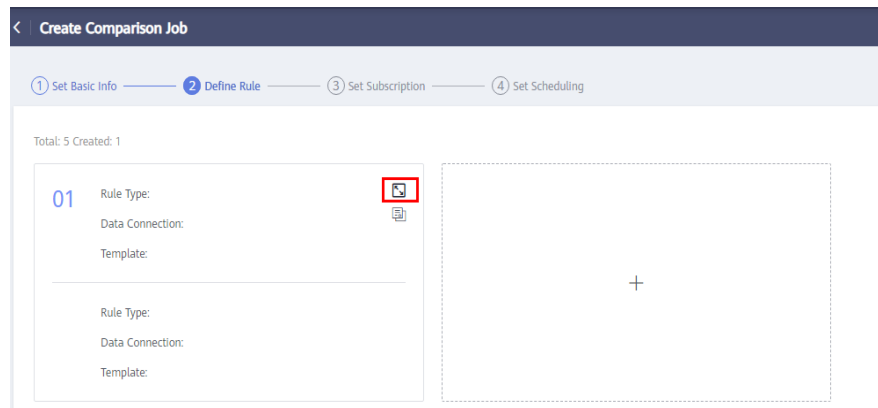 Create Comparison Job
1 Set Basic Info 2 Define Rule 3 Set Subscription 4 Set Scheduling
Total: 5 Created: 1
01 Rule Type:
Data Connection:
Template:
Rule Type:
Data Connection:
Template: